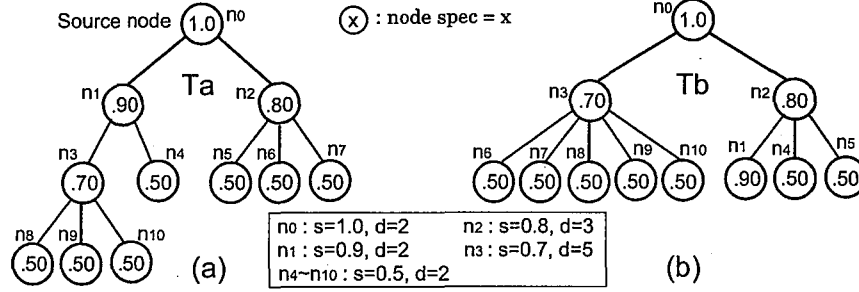 Source node 1.0 n0
x : node spec = x
n0 1.0
n1 .90 Ta n2 .80
n3 .70 Tb n2 .80
n3 .70 n4 .50 n5 .50 n6 .50 n7 .50
n6 .50 n7 .50 n8 .50 n9 .50 n10 .50 n1 .90 n4 .50 n5 .50
n8 .50 n9 .50 n10 .50
(a)
n0 : s=1.0, d=2 n2 : s=0.8, d=3
n1 : s=0.9, d=2 n3 : s=0.7, d=5
n4~n10 : s=0.5, d=2
(b)